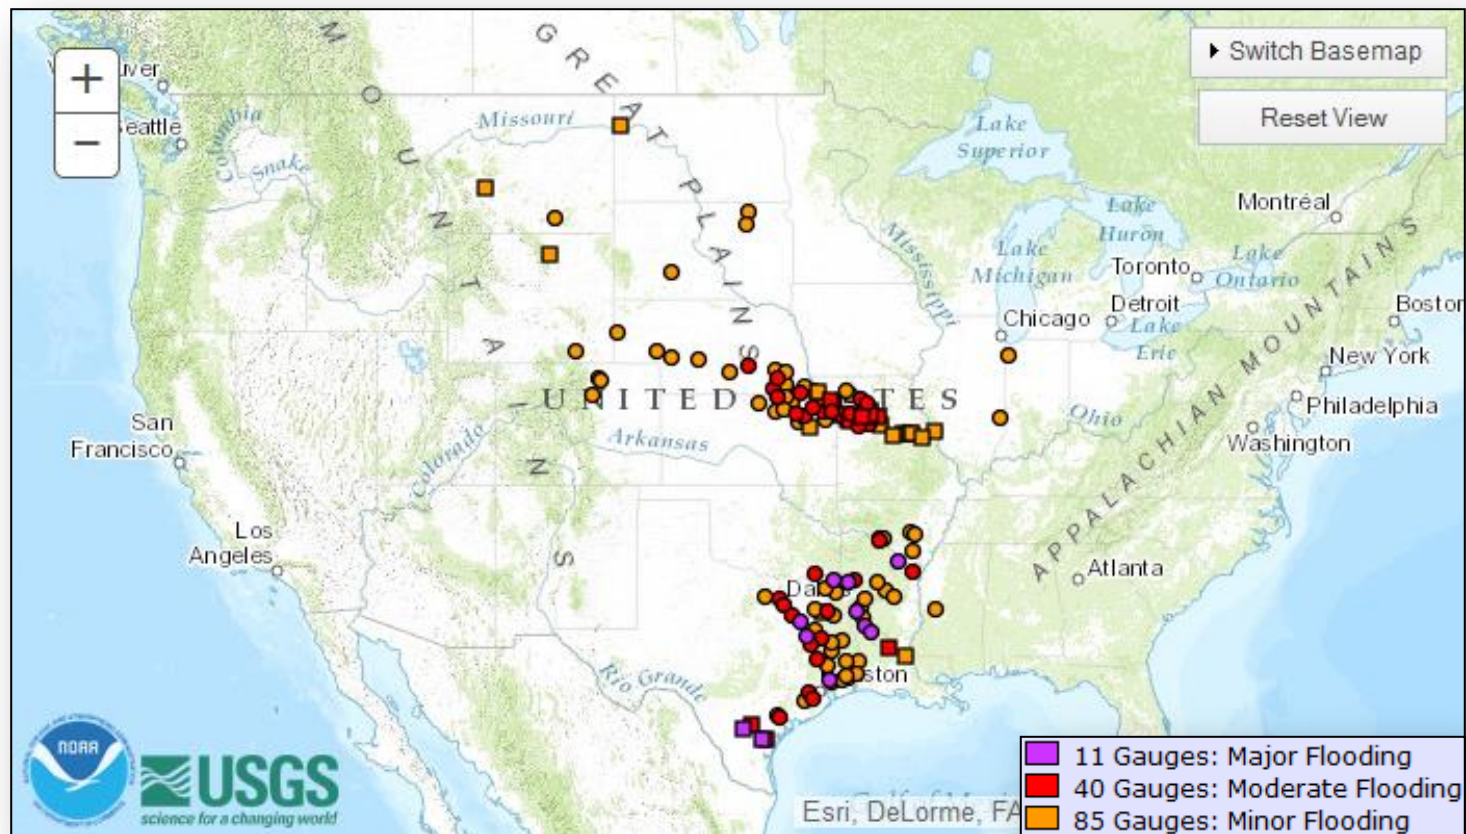 Switch Basemap
Reset View
+
−
Seattle
Columbia
Snake
Missouri
MOUNTAINS
GREAT PLAINS
Lake
Superior
Lake
Michigan
Lake
Huron
Lake
Ontario
Lake
Erie
Mississippi
Montréal
Toronto
Detroit
Chicago
Boston
New York
Philadelphia
Washington
APPALACHIAN MOUNTAINS
Ohio
UNITED STATES
San
Francisco
Colorado
Arkansas
Los
Angeles
Atlanta
Rio Grande
NOAA
USGS
science for a changing world
Esri, DeLorme, FA
11 Gauges: Major Flooding
40 Gauges: Moderate Flooding
85 Gauges: Minor Flooding